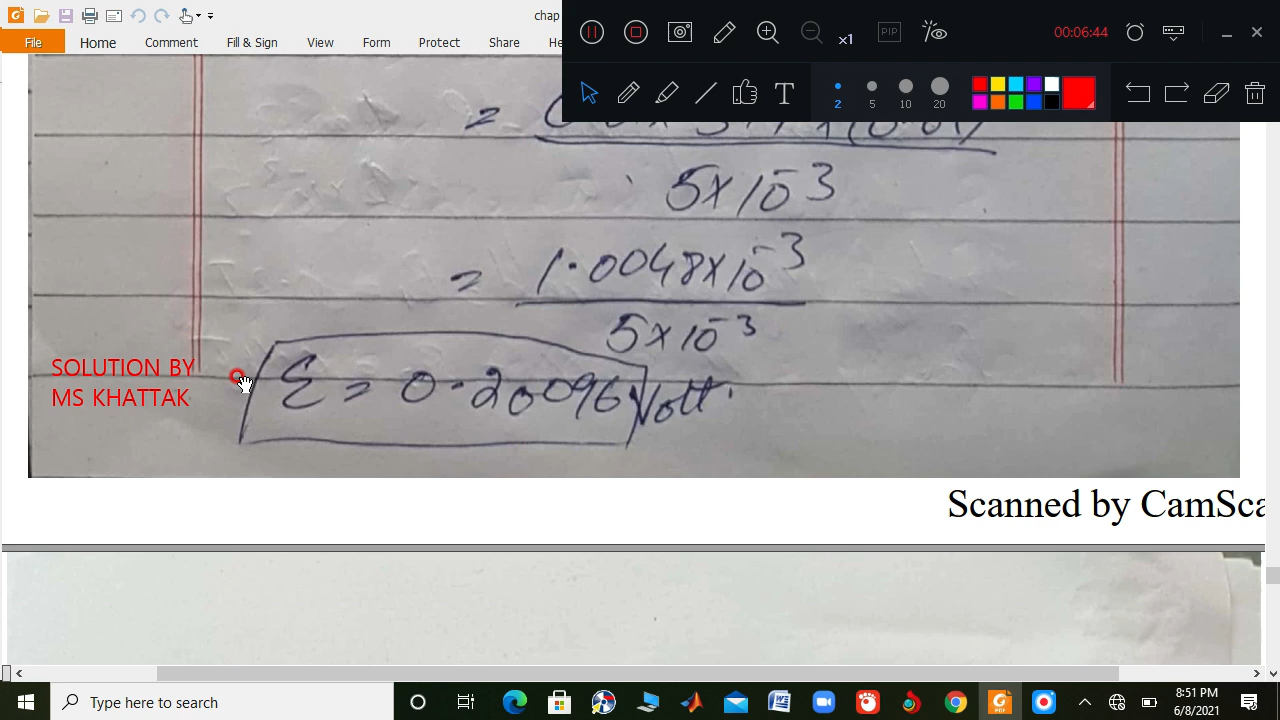 chap
x1
PIP
00:06:44
File Home Comment Fill & Sign View Form Protect Share
2 5 10 20
T
=
5×10⁻³
= 1.0048×10⁻³
5×10⁻³
SOLUTION BY
MS KHATTAK
Ɛ = 0.20096 Volt.
Scanned by CamSca
Type here to search
8:51 PM
6/8/2021